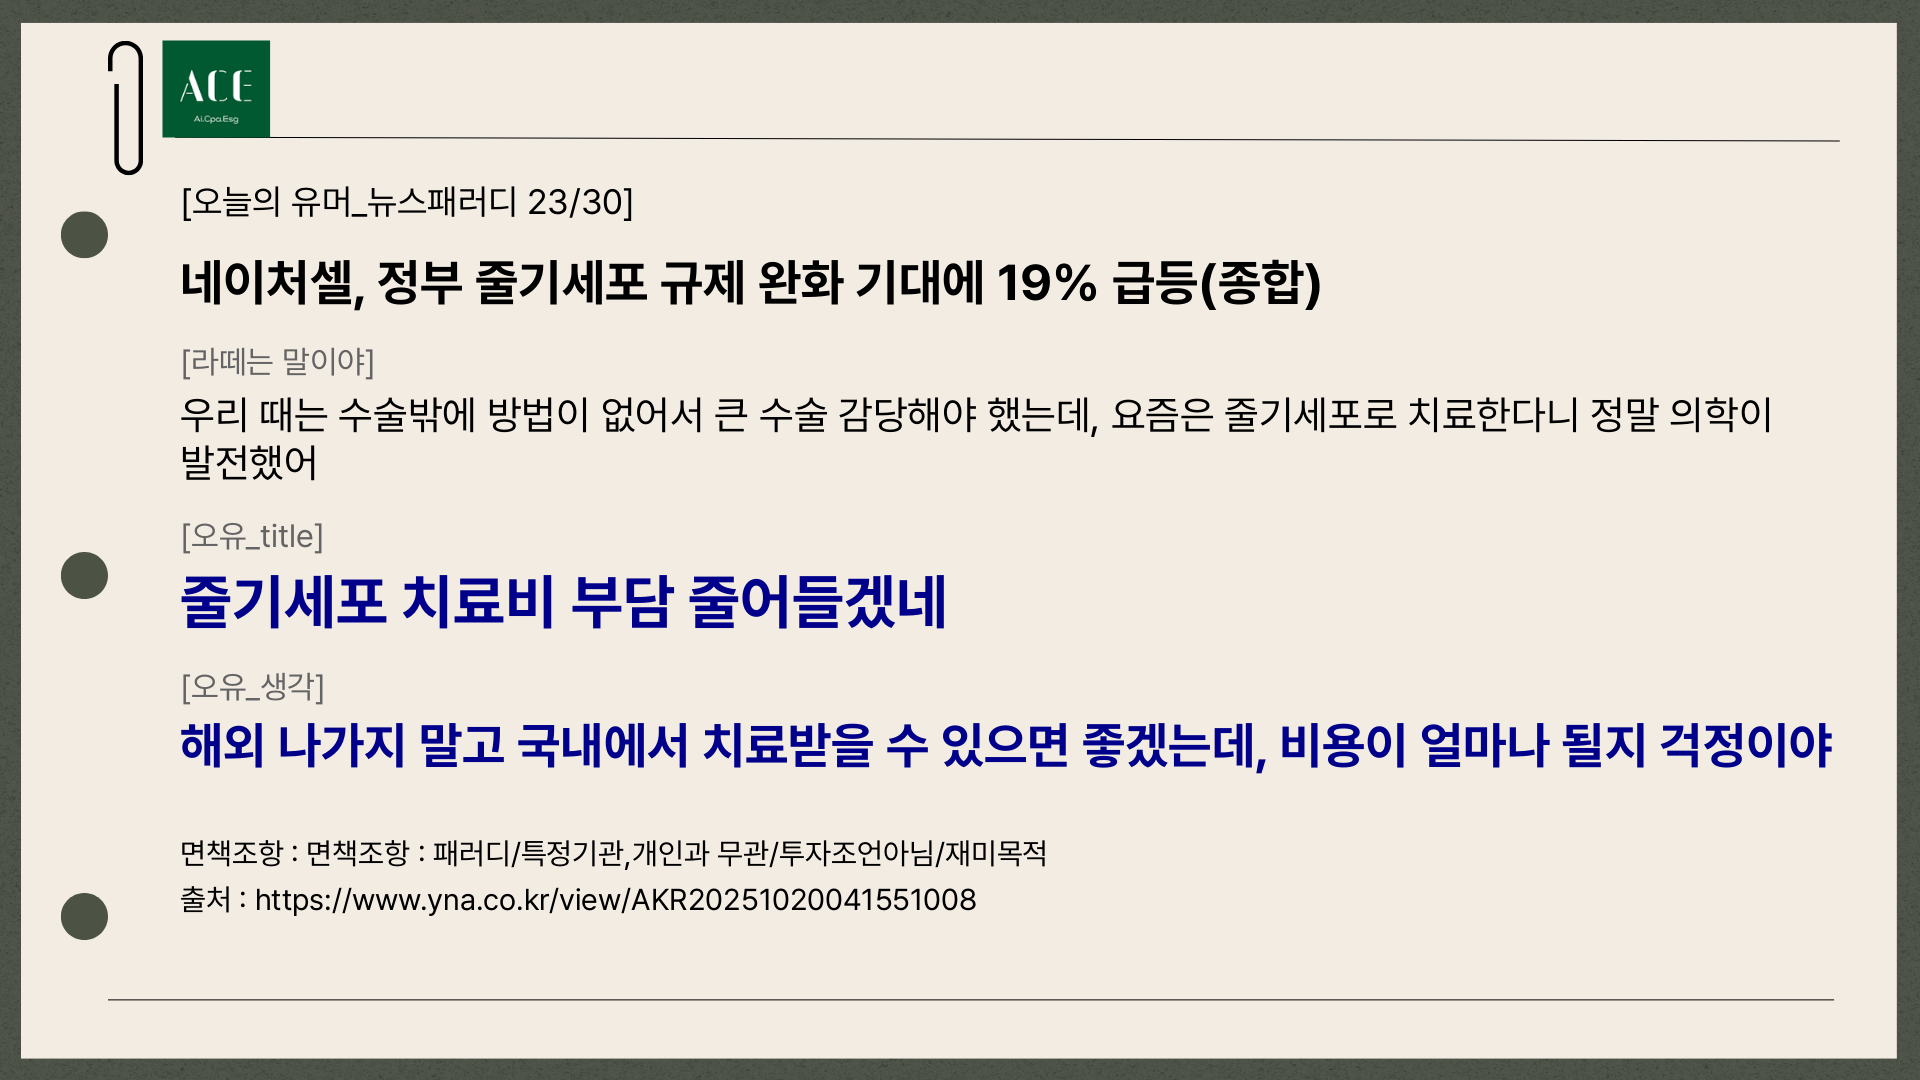 ACE
Ai.Cpa.Esg
[오늘의 유머_뉴스패러디 23/30]
네이처셀, 정부 줄기세포 규제 완화 기대에 19% 급등(종합)
[라떼는 말이야]
우리 때는 수술밖에 방법이 없어서 큰 수술 감당해야 했는데, 요즘은 줄기세포로 치료한다니 정말 의학이
발전했어
[오유_title]
줄기세포 치료비 부담 줄어들겠네
[오유_생각]
해외 나가지 말고 국내에서 치료받을 수 있으면 좋겠는데, 비용이 얼마나 될지 걱정이야
면책조항 : 면책조항 : 패러디/특정기관,개인과 무관/투자조언아님/재미목적
출처 : https://www.yna.co.kr/view/AKR20251020041551008